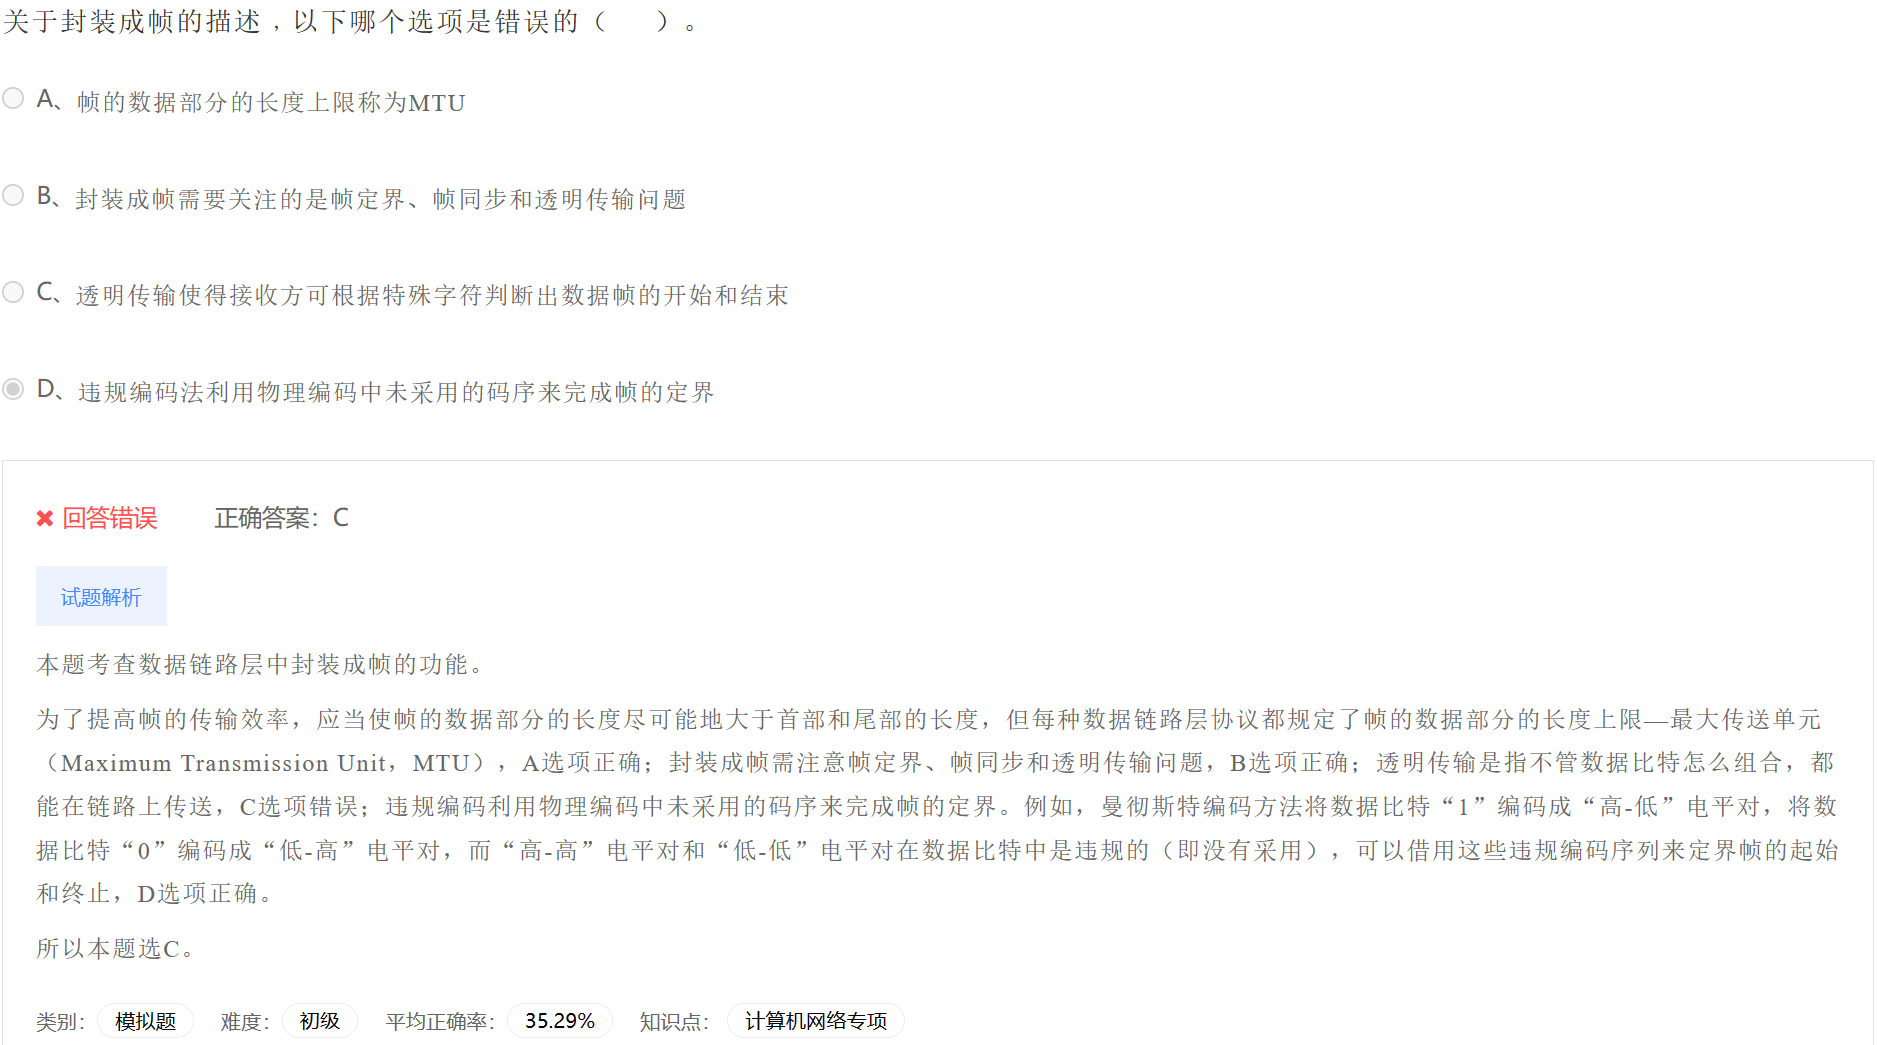 关于封装成帧的描述，以下哪个选项是错误的（　　）。
A、帧的数据部分的长度上限称为MTU
B、封装成帧需要关注的是帧定界、帧同步和透明传输问题
C、透明传输使得接收方可根据特殊字符判断出数据帧的开始和结束
D、违规编码法利用物理编码中未采用的码序来完成帧的定界
✖ 回答错误 正确答案：C
试题解析
本题考查数据链路层中封装成帧的功能。
为了提高帧的传输效率，应当使帧的数据部分的长度尽可能地大于首部和尾部的长度，但每种数据链路层协议都规定了帧的数据部分的长度上限—最大传送单元
（Maximum Transmission Unit，MTU），A选项正确；封装成帧需注意帧定界、帧同步和透明传输问题，B选项正确；透明传输是指不管数据比特怎么组合，都
能在链路上传送，C选项错误；违规编码利用物理编码中未采用的码序来完成帧的定界。例如，曼彻斯特编码方法将数据比特“1”编码成“高-低”电平对，将数
据比特“0”编码成“低-高”电平对，而“高-高”电平对和“低-低”电平对在数据比特中是违规的（即没有采用），可以借用这些违规编码序列来定界帧的起始
和终止，D选项正确。
所以本题选C。
类别： 模拟题 难度： 初级 平均正确率： 35.29% 知识点： 计算机网络专项